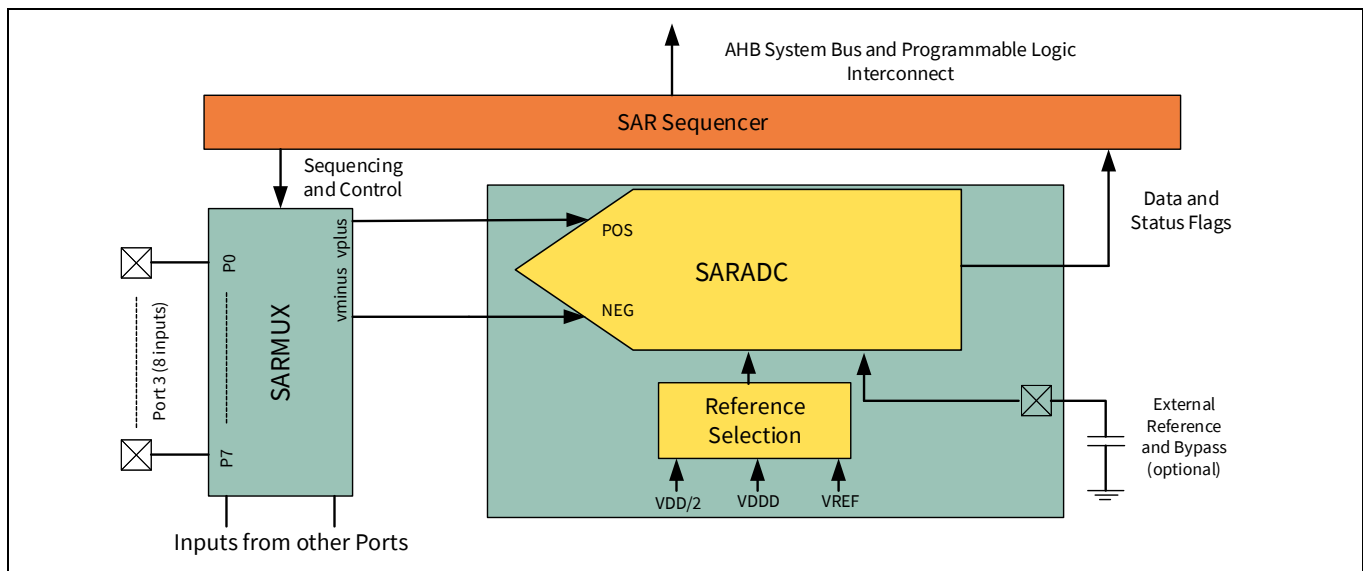 AHB System Bus and Programmable Logic
Interconnect
SAR Sequencer
Sequencing
and Control
Data and
Status Flags
vplus
vminus
POS
NEG
SARADC
P0
P7
Port 3 (8 inputs)
SARMUX
Reference
Selection
VDD/2
VDDD
VREF
External
Reference
and Bypass
(optional)
Inputs from other Ports